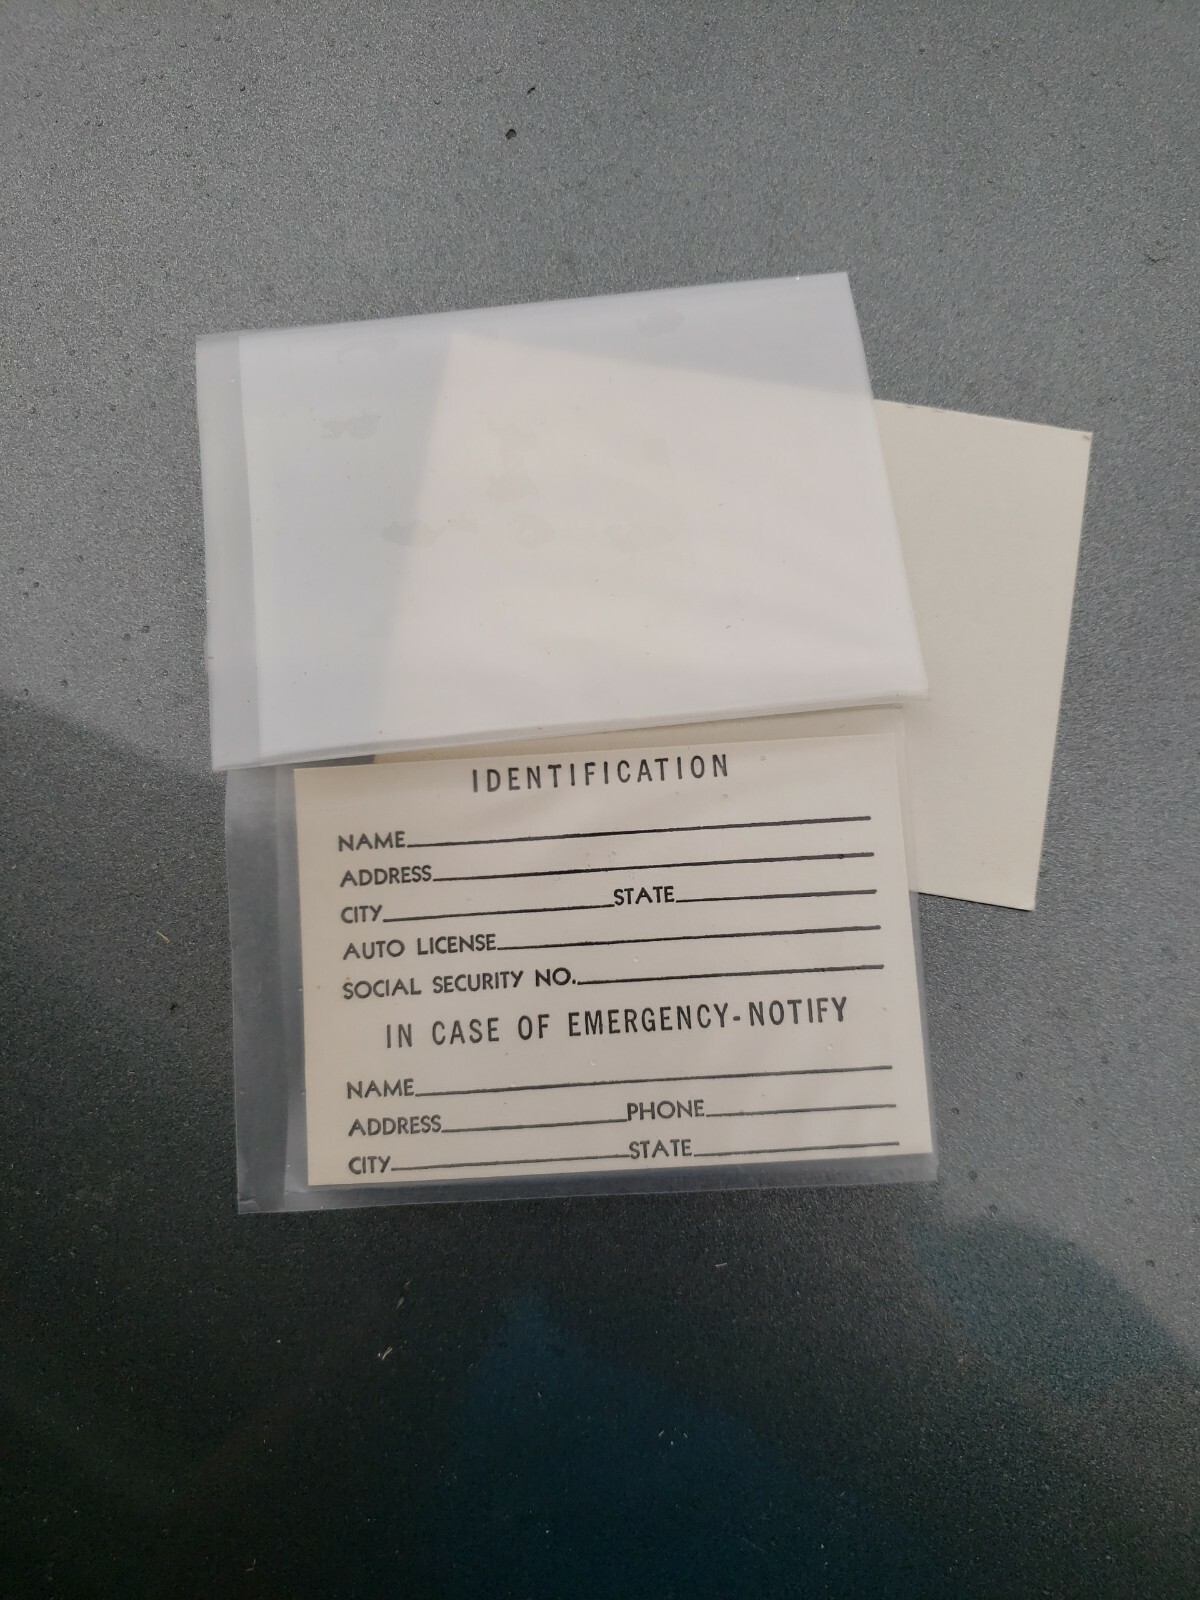 IDENTIFICATION
NAME
ADDRESS
CITY STATE
AUTO LICENSE
SOCIAL SECURITY NO.
IN CASE OF EMERGENCY-NOTIFY
NAME
ADDRESS PHONE
CITY STATE